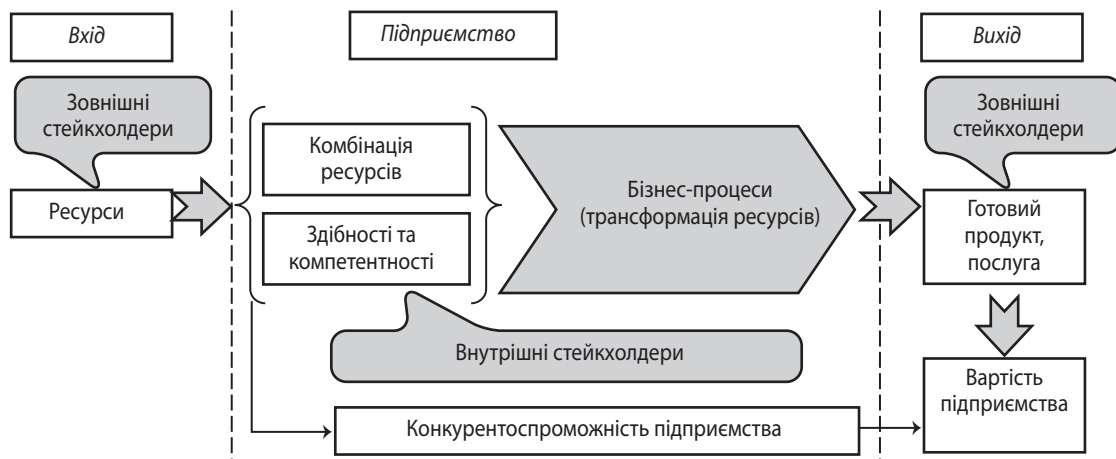 Вхід
Підприємство
Вихід
Зовнішні
стейкхолдери
Ресурси
Комбінація
ресурсів
Здібності та
компетентності
Бізнес-процеси
(трансформація ресурсів)
Зовнішні
стейкхолдери
Готовий
продукт,
послуга
Внутрішні стейкхолдери
Вартість
підприємства
Конкурентоспроможність підприємства